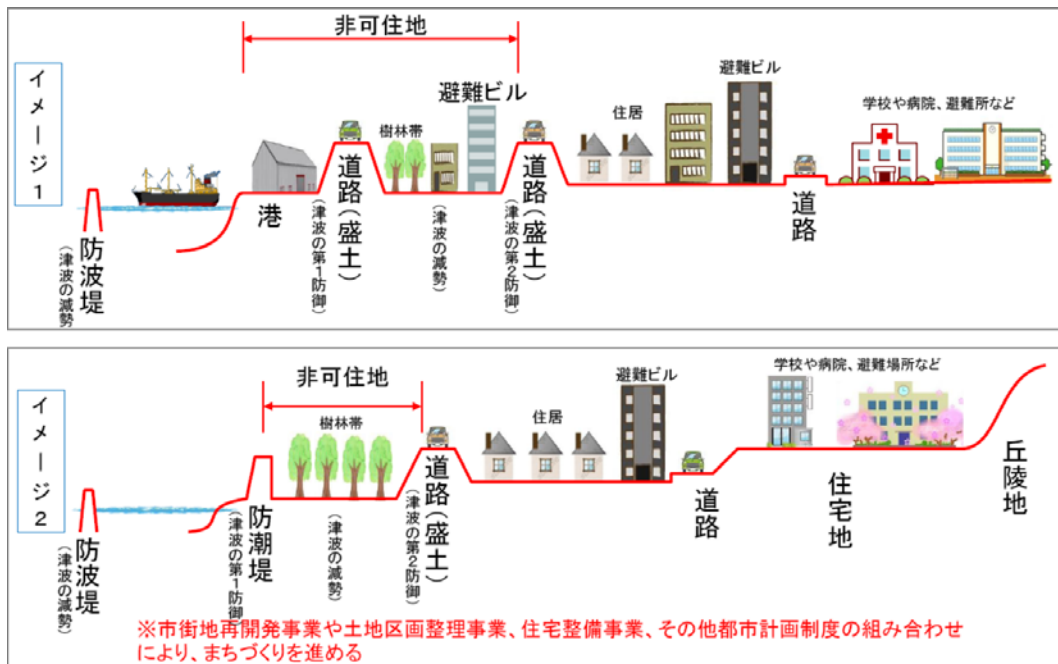 イメージ1
非可住地
避難ビル
樹林帯
住居
避難ビル
学校や病院、避難所など
防波堤
(津波の減勢)
港
道路(盛土)
(津波の第1防御)
(津波の減勢)
道路(盛土)
(津波の第2防御)
道路
イメージ2
非可住地
樹林帯
住居
避難ビル
学校や病院、避難場所など
防波堤
(津波の減勢)
防潮堤
(津波の第1防御)
(津波の減勢)
道路(盛土)
(津波の第2防御)
道路
住宅地
丘陵地
※市街地再開発事業や土地区画整理事業、住宅整備事業、その他都市計画制度の組み合わせ
により、まちづくりを進める